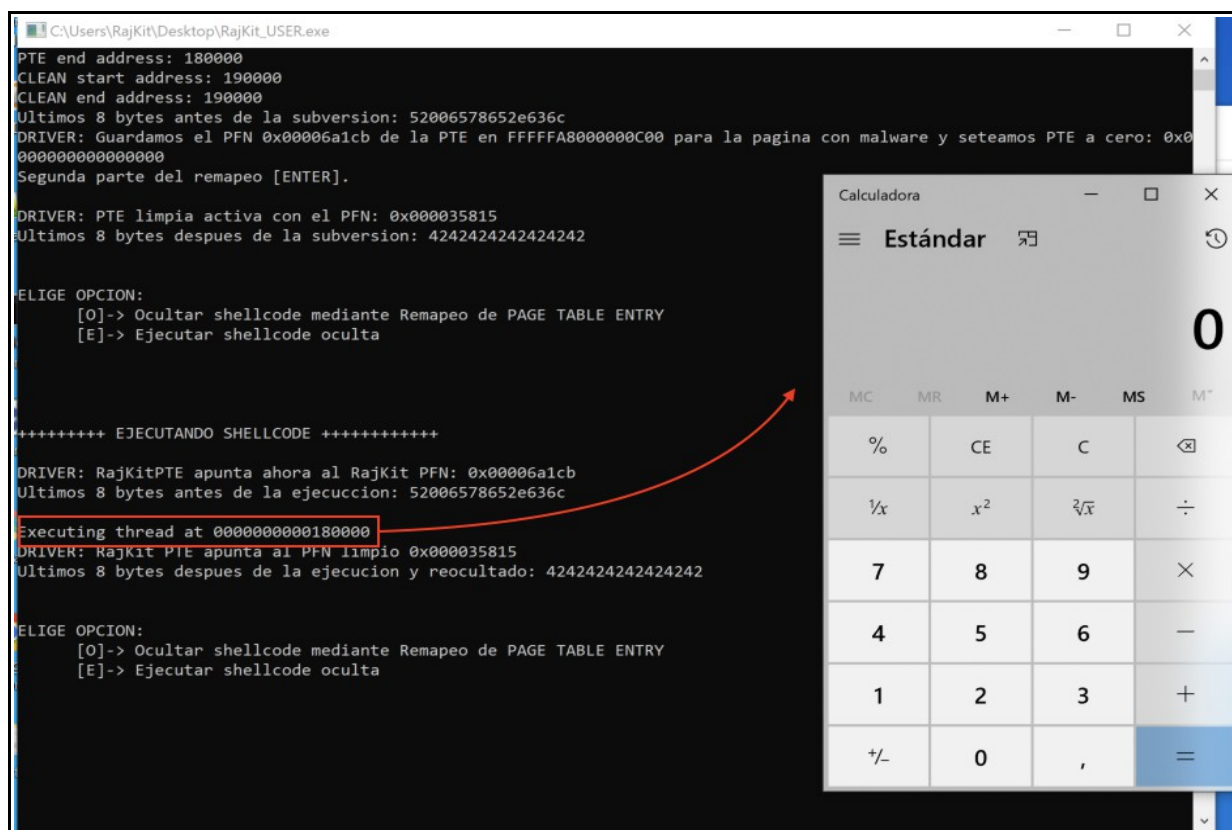 C:\Users\RajKit\Desktop\RajKit_USER.exe
PTE end address: 180000
CLEAN start address: 190000
CLEAN end address: 190000
Ultimos 8 bytes antes de la subversion: 52006578652e636c
DRIVER: Guardamos el PFN 0x00006a1cb de la PTE en FFFFFA8000000C00 para la pagina con malware y seteamos PTE a cero: 0x0
000000000000000
Segunda parte del remapeo [ENTER].
DRIVER: PTE limpia activa con el PFN: 0x000035815
Ultimos 8 bytes despues de la subversion: 4242424242424242
ELIGE OPCION:
[O]-> Ocultar shellcode mediante Remapeo de PAGE TABLE ENTRY
[E]-> Ejecutar shellcode oculta
+++++++++ EJECUTANDO SHELLCODE ++++++++++++
DRIVER: RajKitPTE apunta ahora al RajKit PFN: 0x00006a1cb
Ultimos 8 bytes antes de la ejecuccion: 52006578652e636c
Executing thread at 0000000000180000
DRIVER: RajKit PTE apunta al PFN limpio 0x000035815
Ultimos 8 bytes despues de la ejecucion y reocultado: 4242424242424242
ELIGE OPCION:
[O]-> Ocultar shellcode mediante Remapeo de PAGE TABLE ENTRY
[E]-> Ejecutar shellcode oculta
Calculadora
Estándar
0
MC MR M+ M- MS M˅
% CE C ⌫
¹/x x² ²√x ÷
7 8 9 ×
4 5 6 −
1 2 3 +
+/− 0 , =